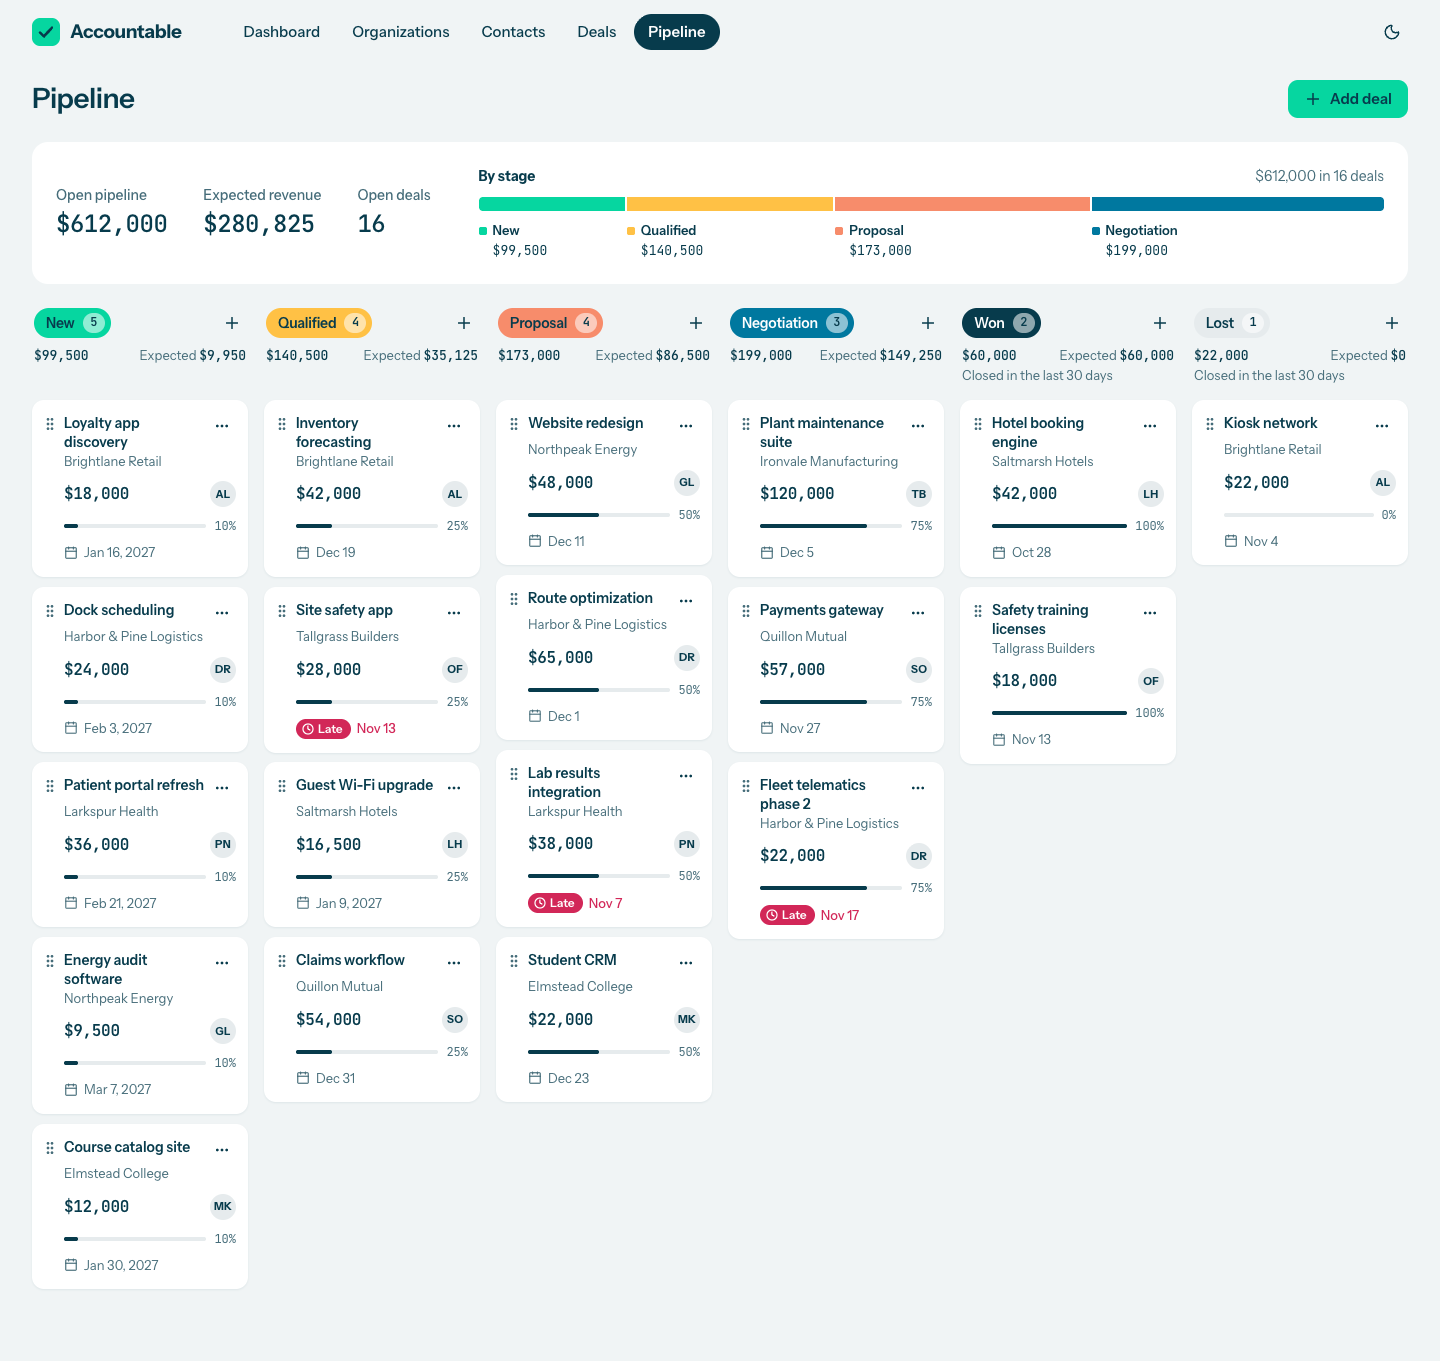 Accountable
Dashboard
Organizations
Contacts
Deals
Pipeline
Pipeline
Add deal
Open pipeline
$612,000
Expected revenue
$280,825
Open deals
16
By stage
$612,000 in 16 deals
New
$99,500
Qualified
$140,500
Proposal
$173,000
Negotiation
$199,000
New 5
$99,500
Expected $9,950
Loyalty app
discovery
Brightlane Retail
$18,000
AL
10%
Jan 16, 2027
Dock scheduling
Harbor & Pine Logistics
$24,000
DR
10%
Feb 3, 2027
Patient portal refresh
Larkspur Health
$36,000
PN
10%
Feb 21, 2027
Energy audit
software
Northpeak Energy
$9,500
GL
10%
Mar 7, 2027
Course catalog site
Elmstead College
$12,000
MK
10%
Jan 30, 2027
Qualified 4
$140,500
Expected $35,125
Inventory
forecasting
Brightlane Retail
$42,000
AL
25%
Dec 19
Site safety app
Tallgrass Builders
$28,000
OF
25%
Late
Nov 13
Guest Wi-Fi upgrade
Saltmarsh Hotels
$16,500
LH
25%
Jan 9, 2027
Claims workflow
Quillon Mutual
$54,000
SO
25%
Dec 31
Proposal 4
$173,000
Expected $86,500
Website redesign
Northpeak Energy
$48,000
GL
50%
Dec 11
Route optimization
Harbor & Pine Logistics
$65,000
DR
50%
Dec 1
Lab results
integration
Larkspur Health
$38,000
PN
50%
Late
Nov 7
Student CRM
Elmstead College
$22,000
MK
50%
Dec 23
Negotiation 3
$199,000
Expected $149,250
Plant maintenance
suite
Ironvale Manufacturing
$120,000
TB
75%
Dec 5
Payments gateway
Quillon Mutual
$57,000
SO
75%
Nov 27
Fleet telematics
phase 2
Harbor & Pine Logistics
$22,000
DR
75%
Late
Nov 17
Won 2
$60,000
Expected $60,000
Closed in the last 30 days
Hotel booking
engine
Saltmarsh Hotels
$42,000
LH
100%
Oct 28
Safety training
licenses
Tallgrass Builders
$18,000
OF
100%
Nov 13
Lost 1
$22,000
Expected $0
Closed in the last 30 days
Kiosk network
Brightlane Retail
$22,000
AL
0%
Nov 4